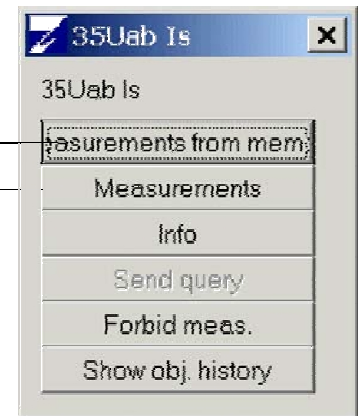 35Uab Is
35Uab Is
easurements from mem
Measurements
Info
Send query
Forbid meas.
Show obj. history